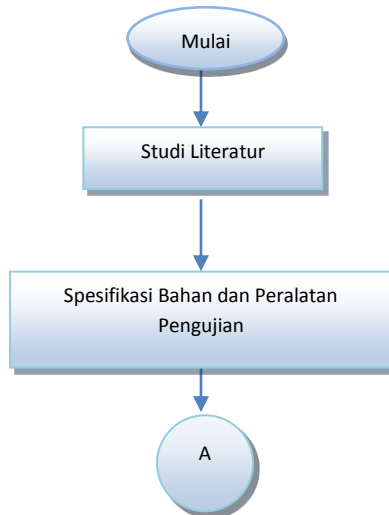 Mulai
Studi Literatur
Spesifikasi Bahan dan Peralatan
Pengujian
A